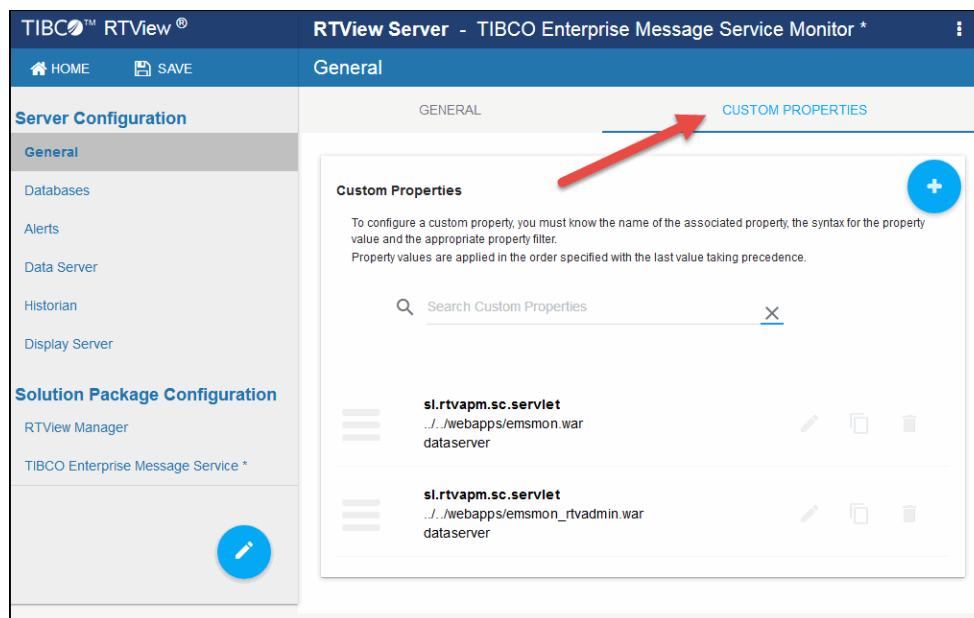 TIBCO™ RTView ®
RTView Server - TIBCO Enterprise Message Service Monitor *
HOME SAVE
General
Server Configuration
General
Databases
Alerts
Data Server
Historian
Display Server
Solution Package Configuration
RTView Manager
TIBCO Enterprise Message Service *
GENERAL CUSTOM PROPERTIES
Custom Properties
To configure a custom property, you must know the name of the associated property, the syntax for the property
value and the appropriate property filter.
Property values are applied in the order specified with the last value taking precedence.
Search Custom Properties
sl.rtvapm.sc.servlet
../../webapps/emsmon.war
dataserver
sl.rtvapm.sc.servlet
../../webapps/emsmon_rtvadmin.war
dataserver